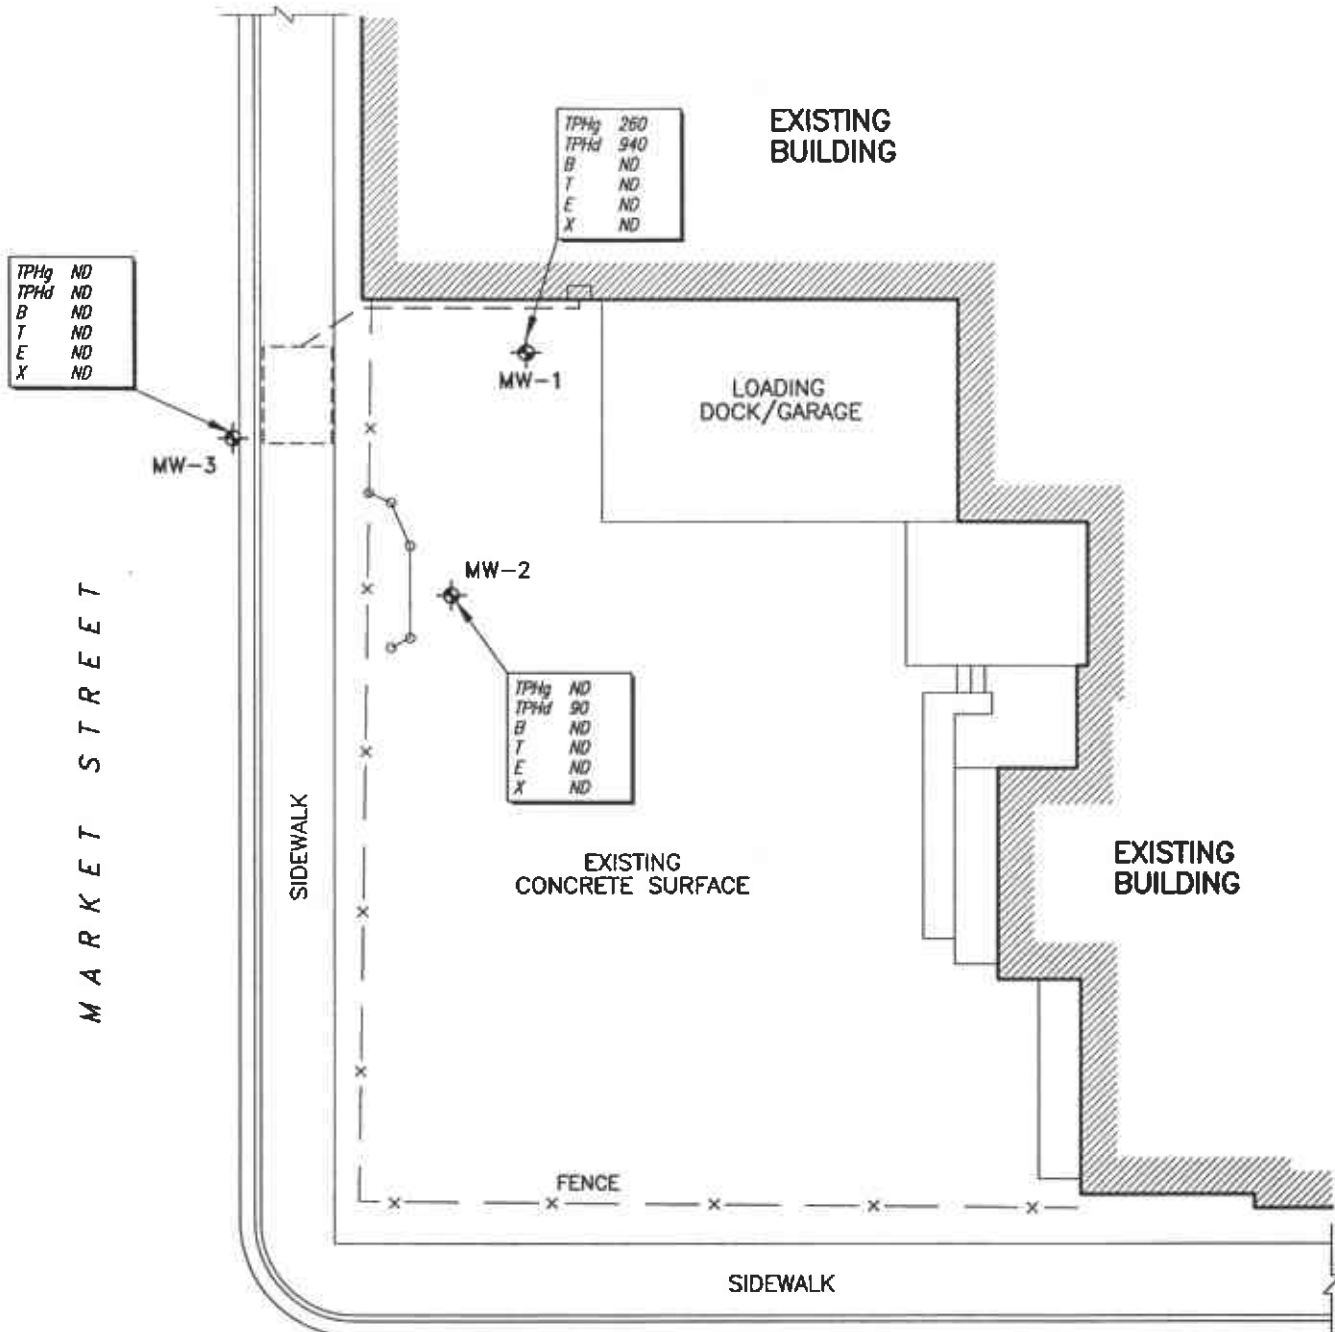 EXISTING
BUILDING
TPHg 260
TPHd 940
B ND
T ND
E ND
X ND
TPHg ND
TPHd ND
B ND
T ND
E ND
X ND
MW-1
LOADING
DOCK/GARAGE
MW-3
MW-2
TPHg ND
TPHd 90
B ND
T ND
E ND
X ND
MARKET STREET
SIDEWALK
EXISTING
CONCRETE SURFACE
EXISTING
BUILDING
FENCE
SIDEWALK